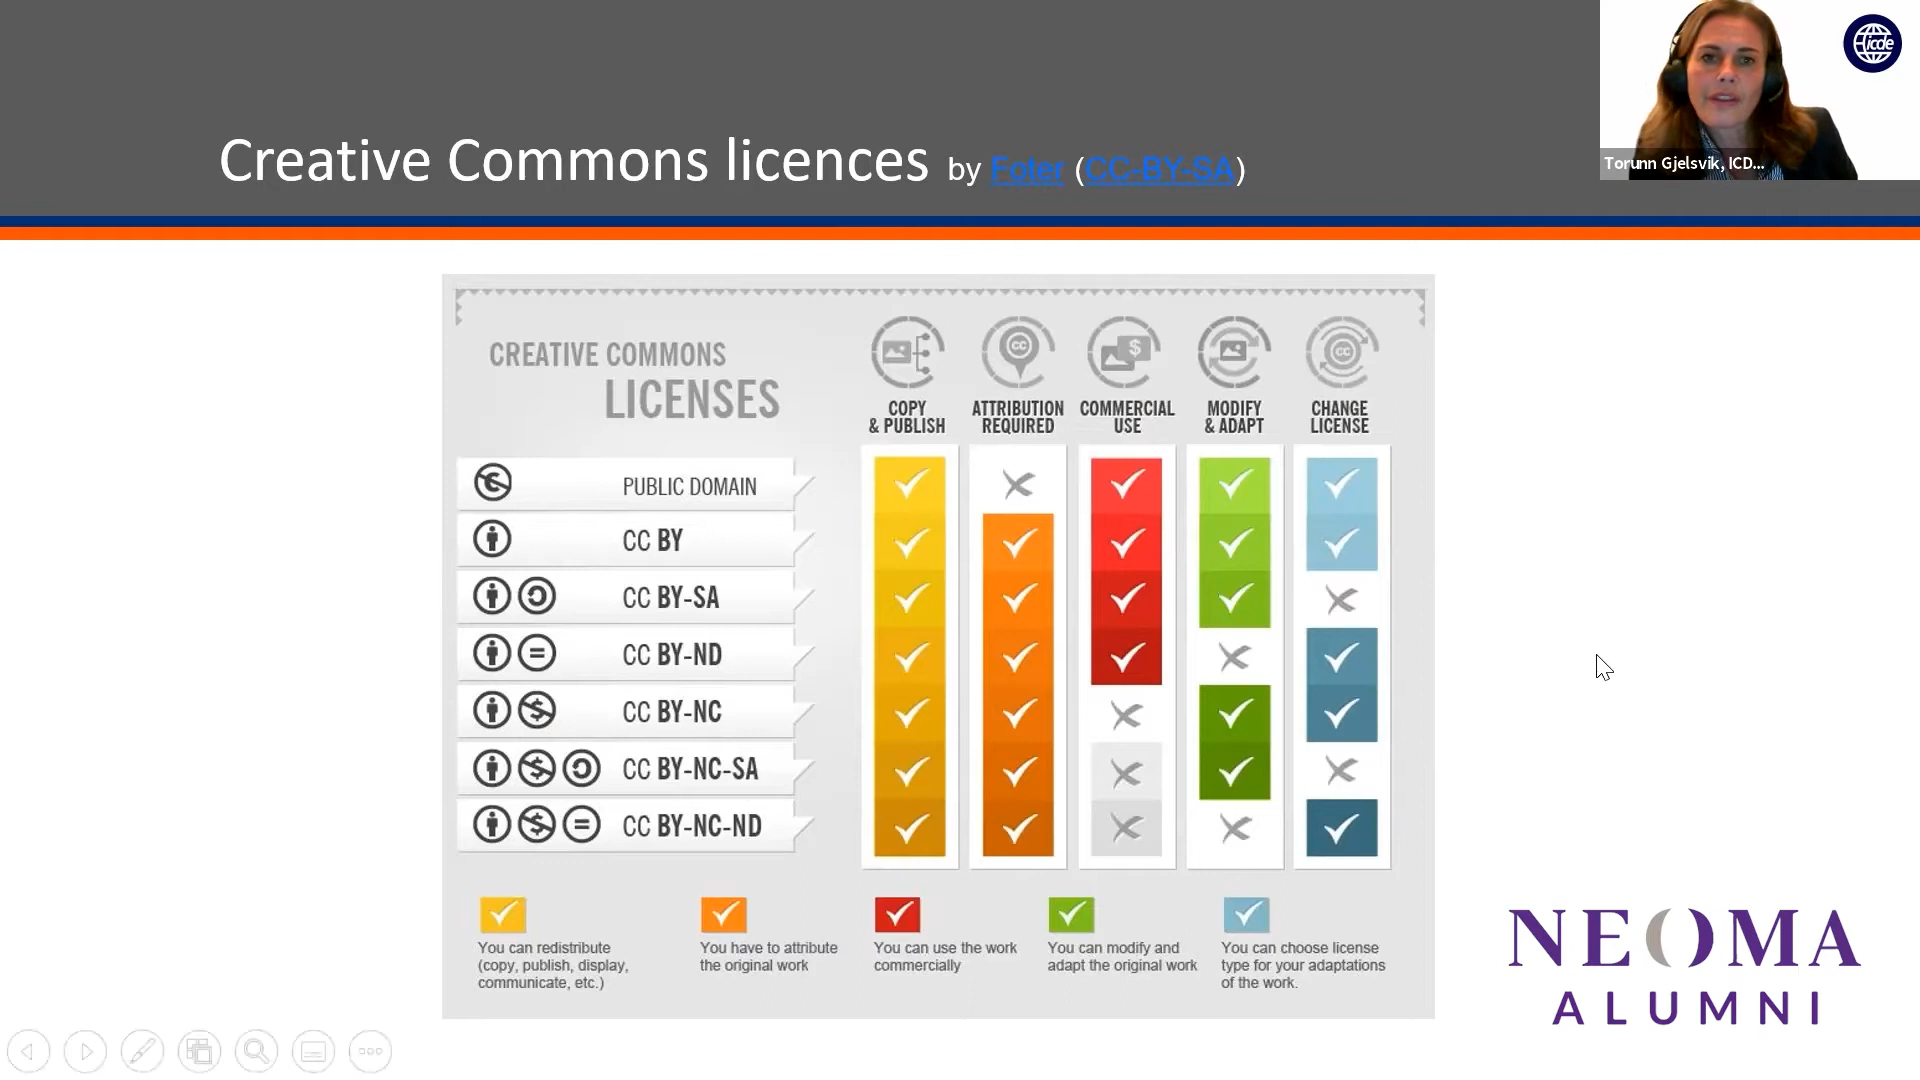 Creative Commons licences by Foter (CC-BY-SA)
icde
Torunn Gjelsvik, ICD...
CREATIVE COMMONS
LICENSES
COPY
& PUBLISH
ATTRIBUTION
REQUIRED
COMMERCIAL
USE
MODIFY
& ADAPT
CHANGE
LICENSE
PUBLIC DOMAIN
CC BY
CC BY-SA
CC BY-ND
CC BY-NC
CC BY-NC-SA
CC BY-NC-ND
You can redistribute
(copy, publish, display,
communicate, etc.)
You have to attribute
the original work
You can use the work
commercially
You can modify and
adapt the original work
You can choose license
type for your adaptations
of the work.
NEOMA
ALUMNI